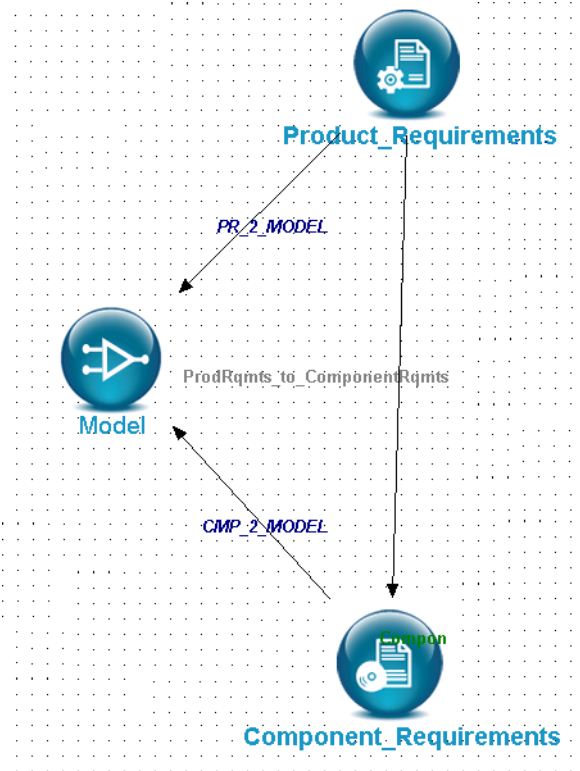 Product_Requirements
PR_2_MODEL
ProdRqmts_to_ComponentRqmts
Model
CMP_2_MODEL
Compon
Component_Requirements